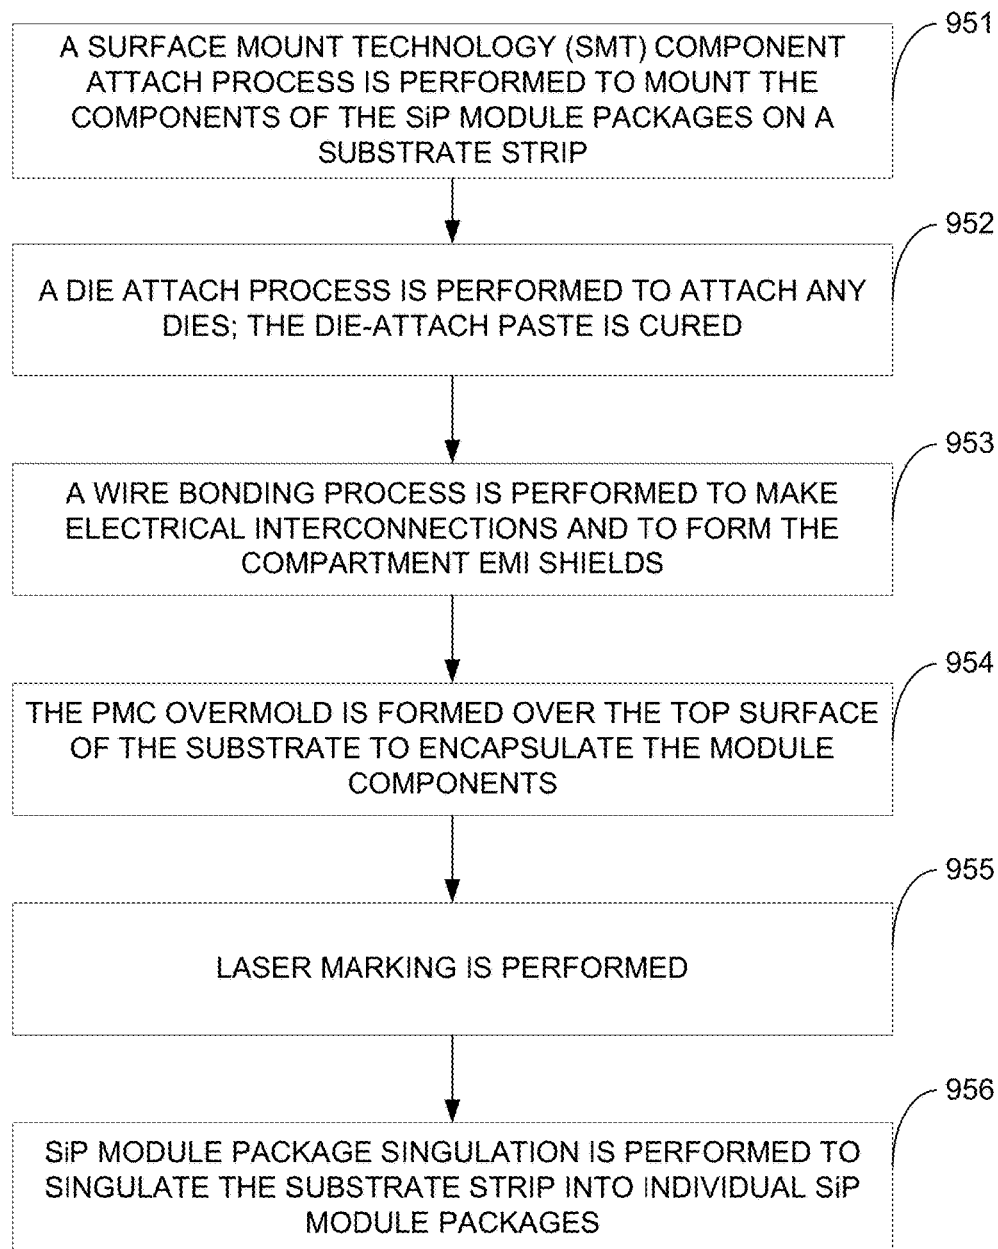 951
A SURFACE MOUNT TECHNOLOGY (SMT) COMPONENT
ATTACH PROCESS IS PERFORMED TO MOUNT THE
COMPONENTS OF THE SiP MODULE PACKAGES ON A
SUBSTRATE STRIP
952
A DIE ATTACH PROCESS IS PERFORMED TO ATTACH ANY
DIES; THE DIE-ATTACH PASTE IS CURED
953
A WIRE BONDING PROCESS IS PERFORMED TO MAKE
ELECTRICAL INTERCONNECTIONS AND TO FORM THE
COMPARTMENT EMI SHIELDS
954
THE PMC OVERMOLD IS FORMED OVER THE TOP SURFACE
OF THE SUBSTRATE TO ENCAPSULATE THE MODULE
COMPONENTS
955
LASER MARKING IS PERFORMED
956
SiP MODULE PACKAGE SINGULATION IS PERFORMED TO
SINGULATE THE SUBSTRATE STRIP INTO INDIVIDUAL SiP
MODULE PACKAGES